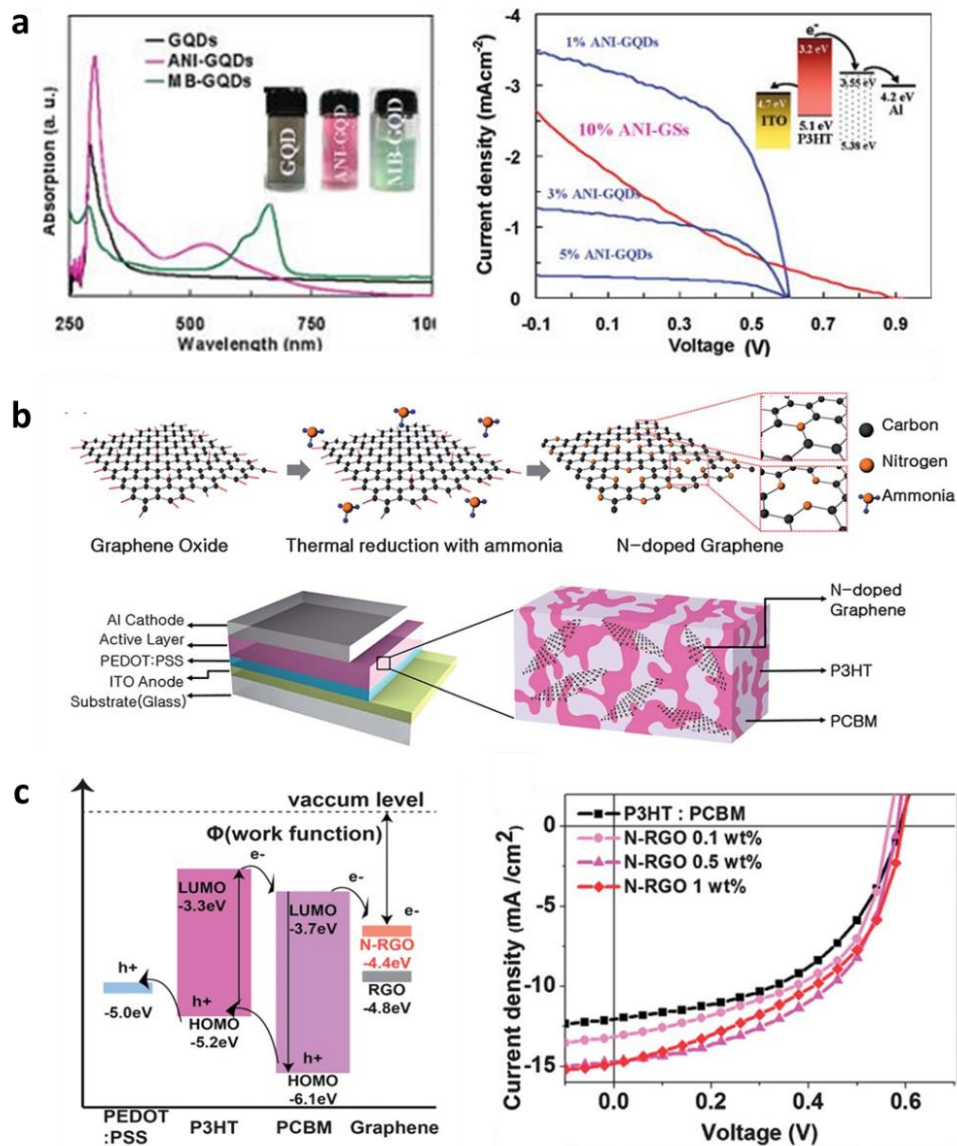 a
GQDs
ANI-GQDs
MB-GQDs
GQD
ANI-GQD
MB-GQD
Absorption (a. u.)
250 500 750 100
Wavelength (nm)
Current density (mAcm-2)
-4
-3
-2
-1
0
1% ANI-GQDs
10% ANI-GSs
3% ANI-GQDs
5% ANI-GQDs
e-
3.2 eV
3.55 eV
4.2 eV
Al
4.7 eV
ITO
5.1 eV
P3HT
5.38 eV
-0.1 0.1 0.3 0.5 0.7 0.9
Voltage (V)
b
Graphene Oxide
Thermal reduction with ammonia
N-doped Graphene
Carbon
Nitrogen
Ammonia
Al Cathode
Active Layer
PEDOT:PSS
ITO Anode
Substrate(Glass)
N-doped
Graphene
P3HT
PCBM
c
vaccum level
Φ(work function)
e-
e-
e-
LUMO
-3.3eV
LUMO
-3.7eV
N-RGO
-4.4eV
RGO
-4.8eV
h+
-5.0eV
h+
HOMO
-5.2eV
h+
HOMO
-6.1eV
PEDOT
:PSS
P3HT
PCBM
Graphene
Current density (mA /cm2)
0
-5
-10
-15
P3HT : PCBM
N-RGO 0.1 wt%
N-RGO 0.5 wt%
N-RGO 1 wt%
0.0 0.2 0.4 0.6
Voltage (V)